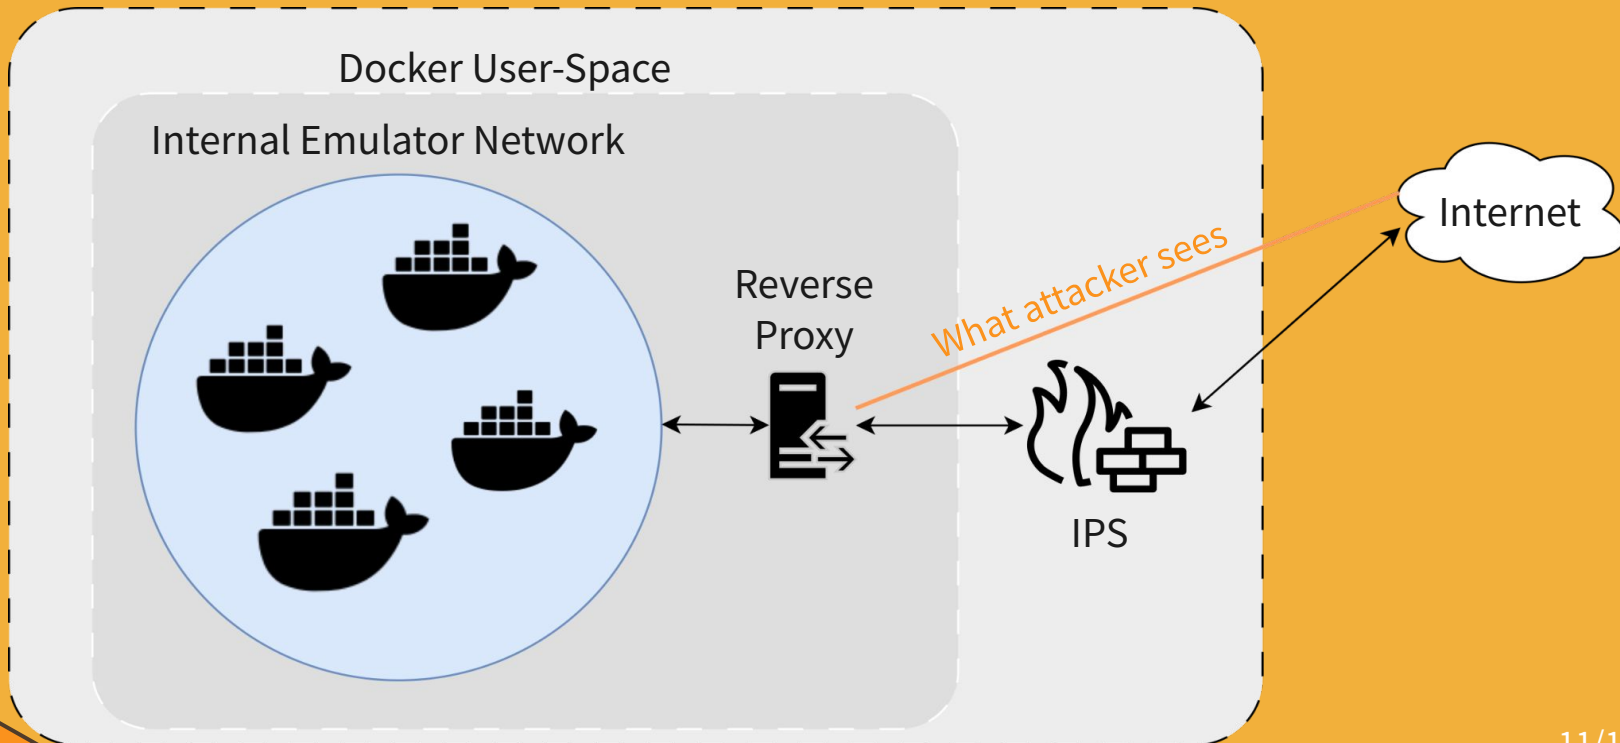 Docker User-Space
Internal Emulator Network
Reverse
Proxy
What attacker sees
Internet
IPS